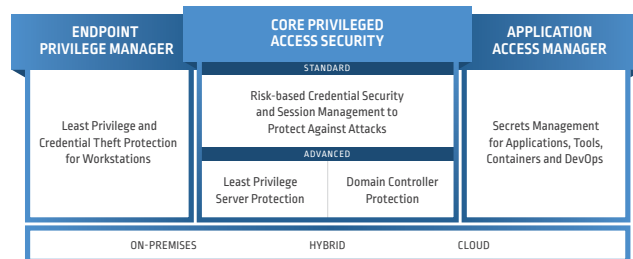 ENDPOINT
PRIVILEGE MANAGER
CORE PRIVILEGED
ACCESS SECURITY
APPLICATION
ACCESS MANAGER
Least Privilege and
Credential Theft Protection
for Workstations
STANDARD
Risk-based Credential Security
and Session Management to
Protect Against Attacks
ADVANCED
Least Privilege
Server Protection
Domain Controller
Protection
Secrets Management
for Applications, Tools,
Containers and DevOps
ON-PREMISES
HYBRID
CLOUD